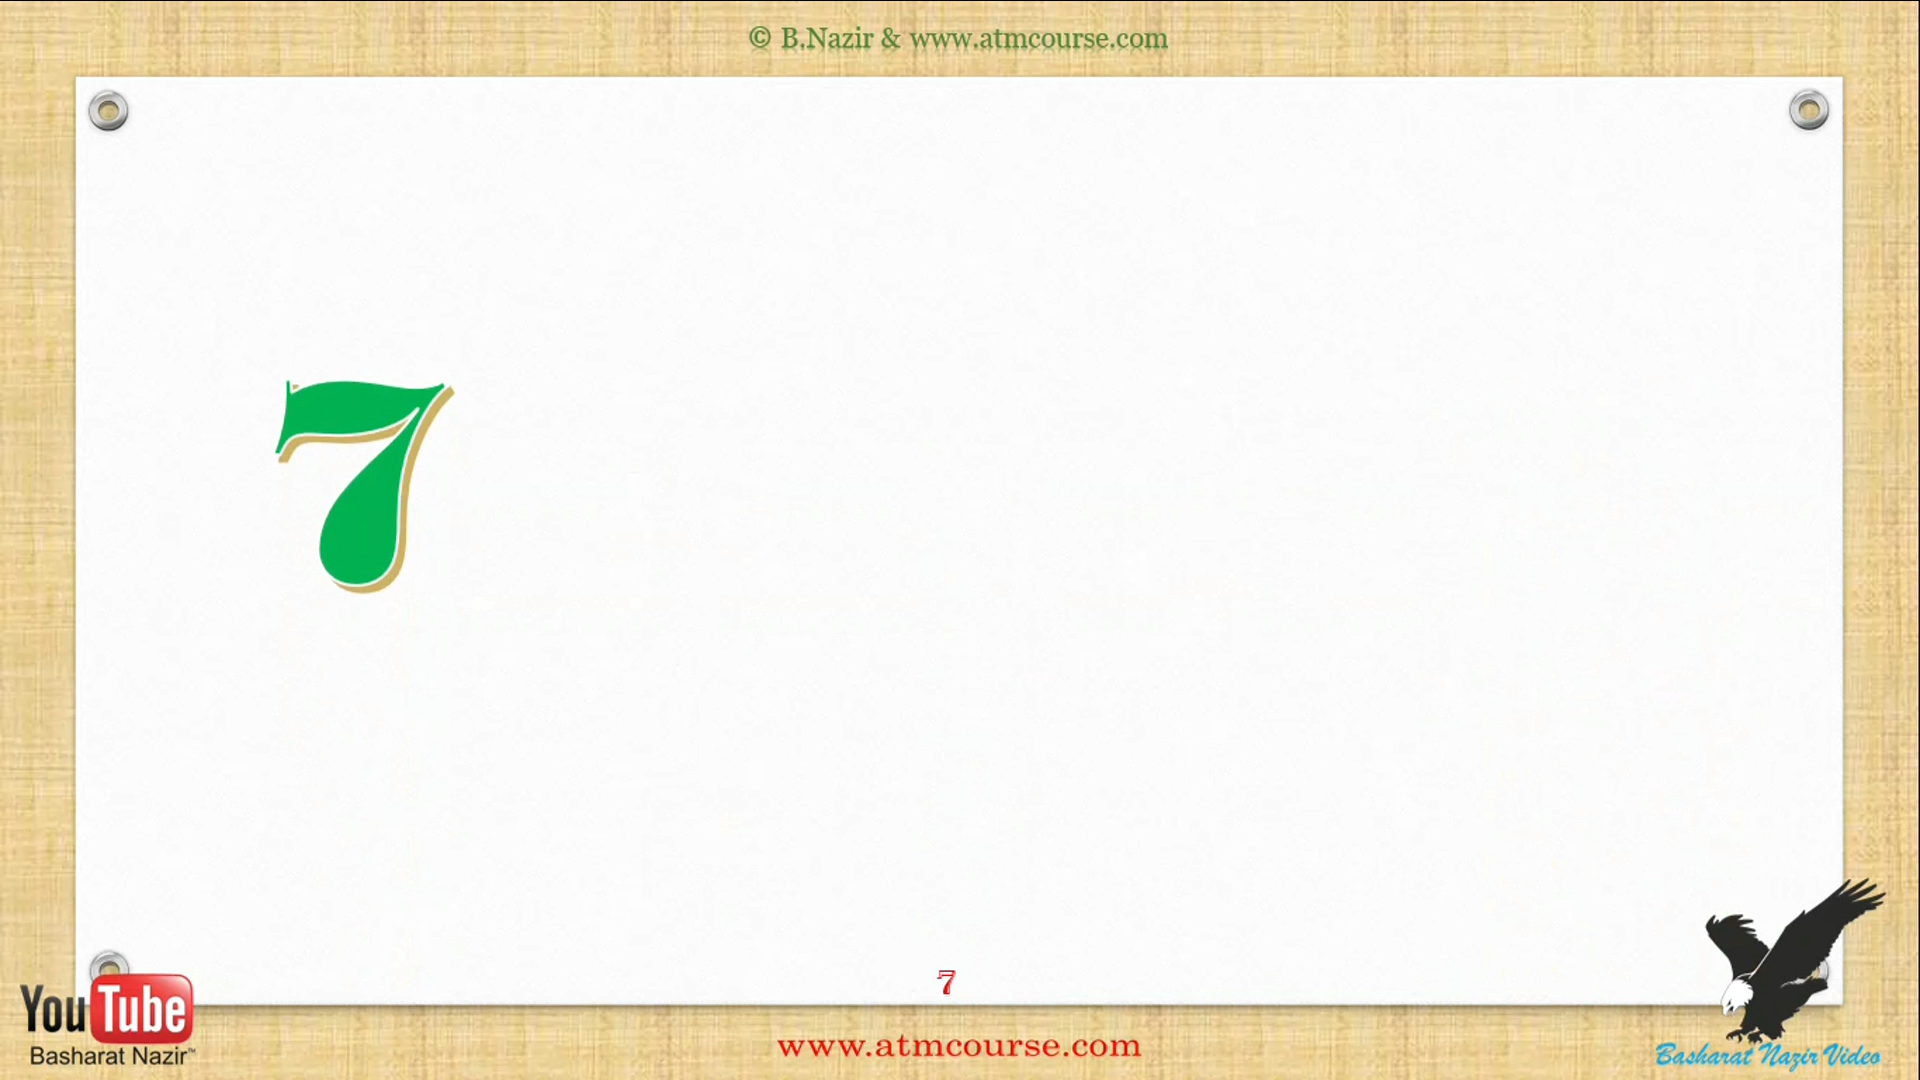 © B.Nazir & www.atmcourse.com
7
7
YouTube
Basharat Nazir™
www.atmcourse.com
Basharat Nazir Video